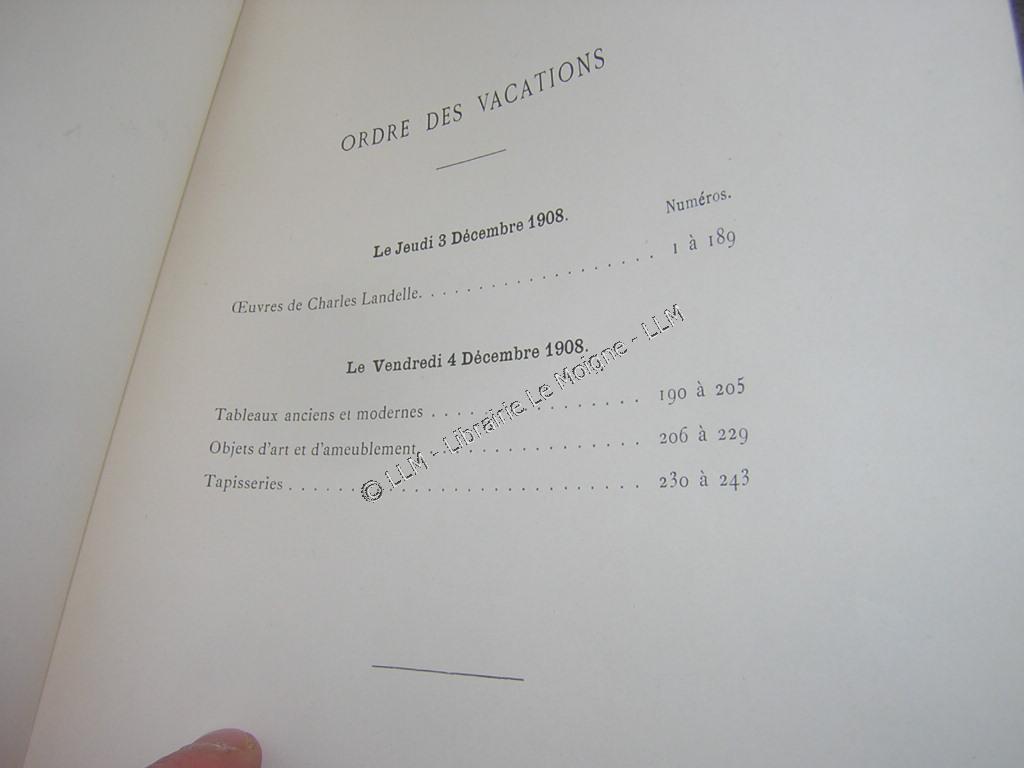 ORDRE DES VACATIONS
Numéros.
Le Jeudi 3 Décembre 1908.
Œuvres de Charles Landelle. . . . . . . . . . . . . . . . . . . . 1 à 189
Le Vendredi 4 Décembre 1908.
Tableaux anciens et modernes . . . . . . . . . . . . . . . . . 190 à 205
Objets d'art et d'ameublement. . . . . . . . . . . . . . . . . . 206 à 229
Tapisseries . . . . . . . . . . . . . . . . . . . . . . . . . . . 230 à 243
© LLM - Librairie Le Moigne - LLM